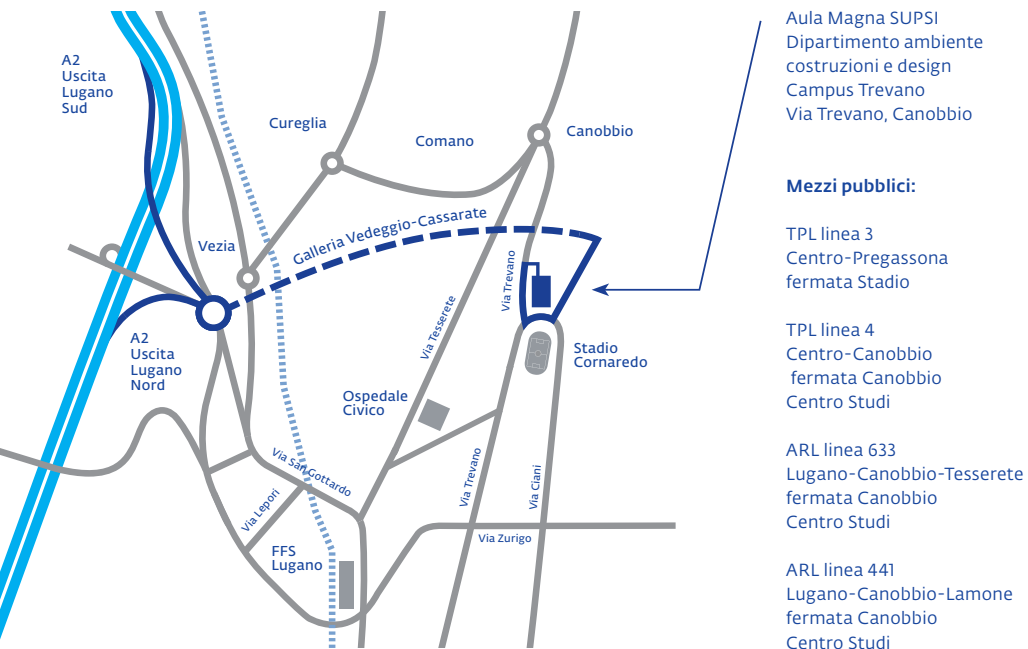 A2
Uscita
Lugano
Sud
Cureglia
Comano
Canobbio
Vezia
Galleria Vedeggio-Cassarate
Via Trevano
Via Tesserete
A2
Uscita
Lugano
Nord
Stadio
Cornaredo
Ospedale
Civico
Via San Gottardo
Via Lepori
Via Trevano
Via Ciani
Via Zurigo
FFS
Lugano
Aula Magna SUPSI
Dipartimento ambiente
costruzioni e design
Campus Trevano
Via Trevano, Canobbio
Mezzi pubblici:
TPL linea 3
Centro-Pregassona
fermata Stadio
TPL linea 4
Centro-Canobbio
fermata Canobbio
Centro Studi
ARL linea 633
Lugano-Canobbio-Tesserete
fermata Canobbio
Centro Studi
ARL linea 441
Lugano-Canobbio-Lamone
fermata Canobbio
Centro Studi